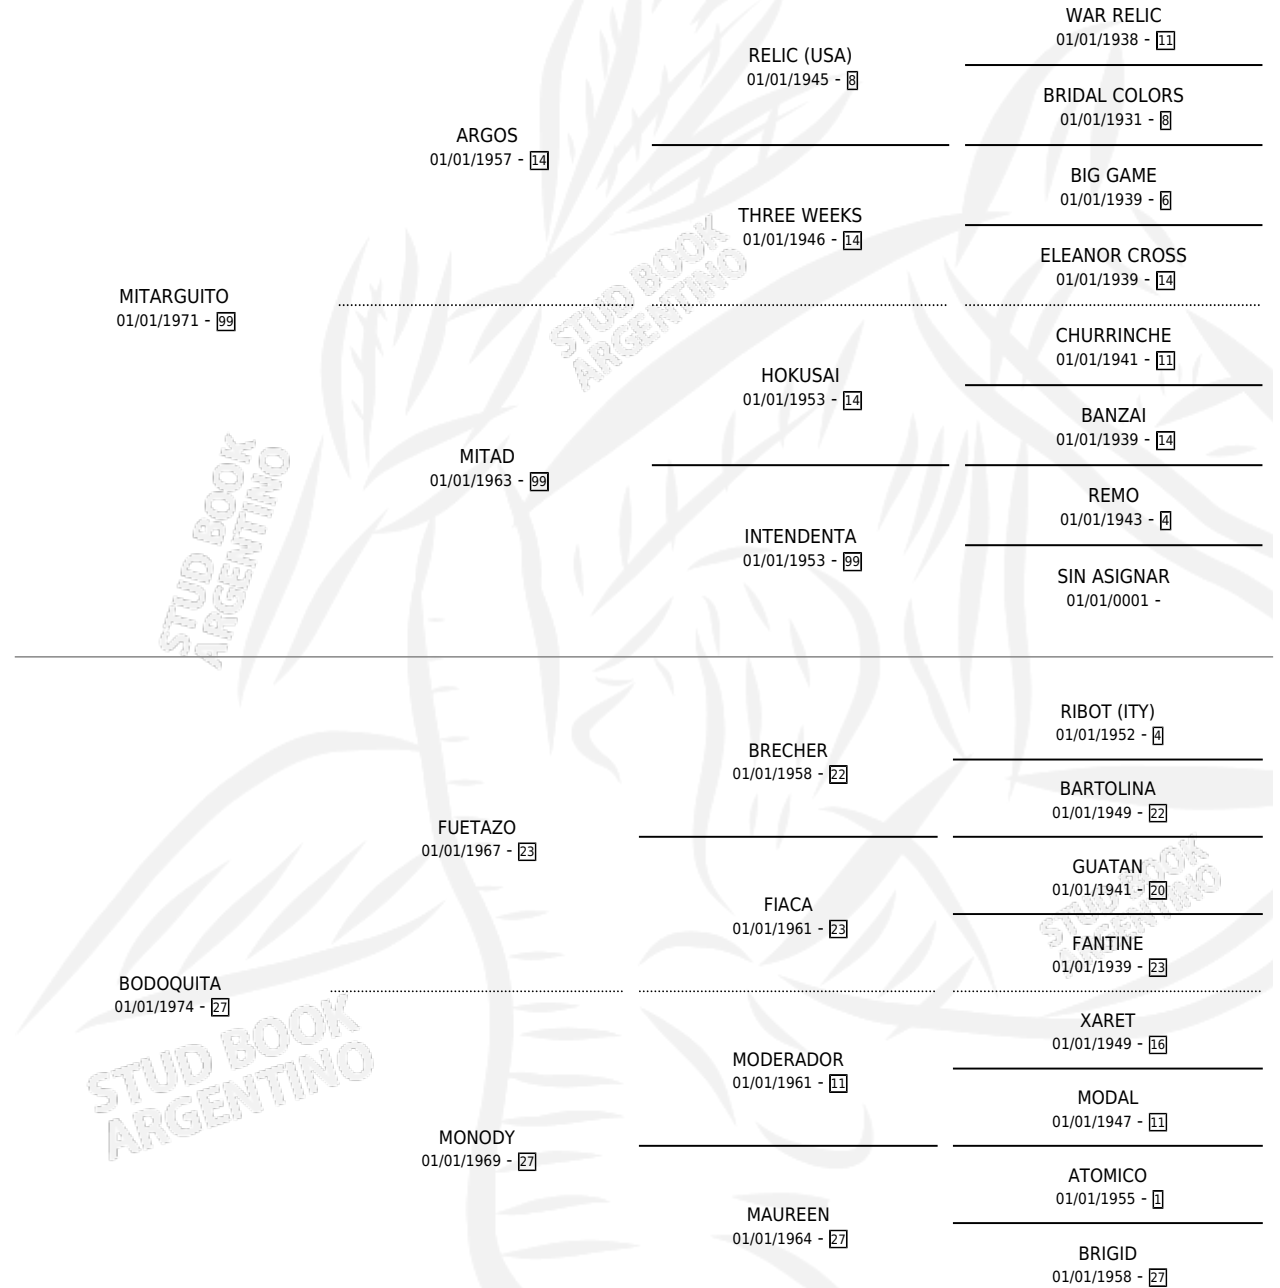 WAR RELIC
01/01/1938 - 11
RELIC (USA)
01/01/1945 - 8
BRIDAL COLORS
01/01/1931 - 8
ARGOS
01/01/1957 - 14
BIG GAME
01/01/1939 - 6
THREE WEEKS
01/01/1946 - 14
ELEANOR CROSS
01/01/1939 - 14
MITARGUITO
01/01/1971 - 99
CHURRINCHE
01/01/1941 - 11
HOKUSAI
01/01/1953 - 14
BANZAI
01/01/1939 - 14
MITAD
01/01/1963 - 99
REMO
01/01/1943 - 4
INTENDENTA
01/01/1953 - 99
SIN ASIGNAR
01/01/0001 -
STUD BOOK
ARGENTINO
STUD BOOK
ARGENTINO
RIBOT (ITY)
01/01/1952 - 4
BRECHER
01/01/1958 - 22
BARTOLINA
01/01/1949 - 22
FUETAZO
01/01/1967 - 23
GUATAN
01/01/1941 - 20
FIACA
01/01/1961 - 23
FANTINE
01/01/1939 - 23
BODOQUITA
01/01/1974 - 27
XARET
01/01/1949 - 16
MODERADOR
01/01/1961 - 11
MODAL
01/01/1947 - 11
MONODY
01/01/1969 - 27
ATOMICO
01/01/1955 - 1
MAUREEN
01/01/1964 - 27
BRIGID
01/01/1958 - 27
STUD BOOK
ARGENTINO
STUD BOOK
ARGENTINO